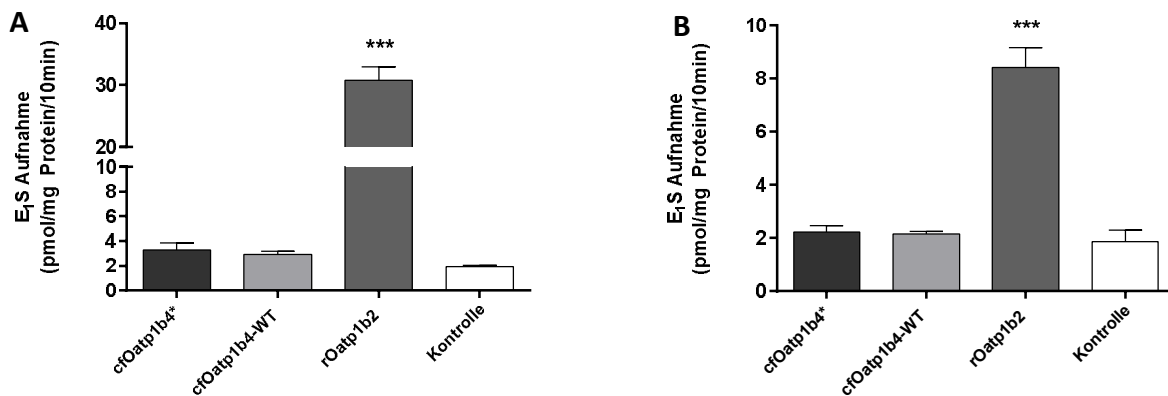 A
E₁S Aufnahme
(pmol/mg Protein/10min)
40
30
20
10
8
6
4
2
0
***
cfOatp1b4*
cfOatp1b4-WT
rOatp1b2
Kontrolle
B
E₁S Aufnahme
(pmol/mg Protein/10min)
10
8
6
4
2
0
***
cfOatp1b4*
cfOatp1b4-WT
rOatp1b2
Kontrolle